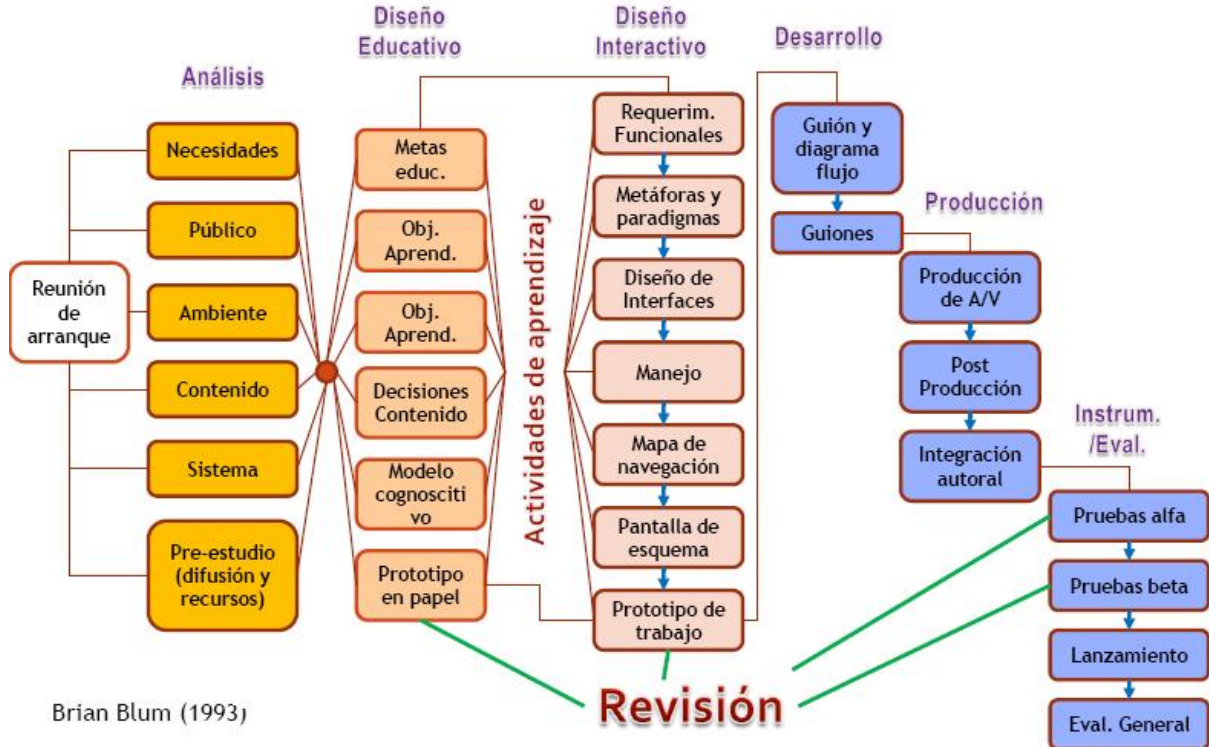 Análisis
Diseño
Educativo
Diseño
Interactivo
Desarrollo
Producción
Instrum.
/Eval.
Reunión
de
arranque
Necesidades
Público
Ambiente
Contenido
Sistema
Pre-estudio
(difusión y
recursos)
Metas
educ.
Obj.
Aprend.
Obj.
Aprend.
Decisiones
Contenido
Modelo
cognosciti
vo
Prototipo
en papel
Actividades de aprendizaje
Requerim.
Funcionales
Metáforas y
paradigmas
Diseño de
Interfaces
Manejo
Mapa de
navegación
Pantalla de
esquema
Prototipo de
trabajo
Guión y
diagrama
flujo
Guiones
Producción
de A/V
Post
Producción
Integración
autoral
Pruebas alfa
Pruebas beta
Lanzamiento
Eval. General
Revisión
Brian Blum (1993)